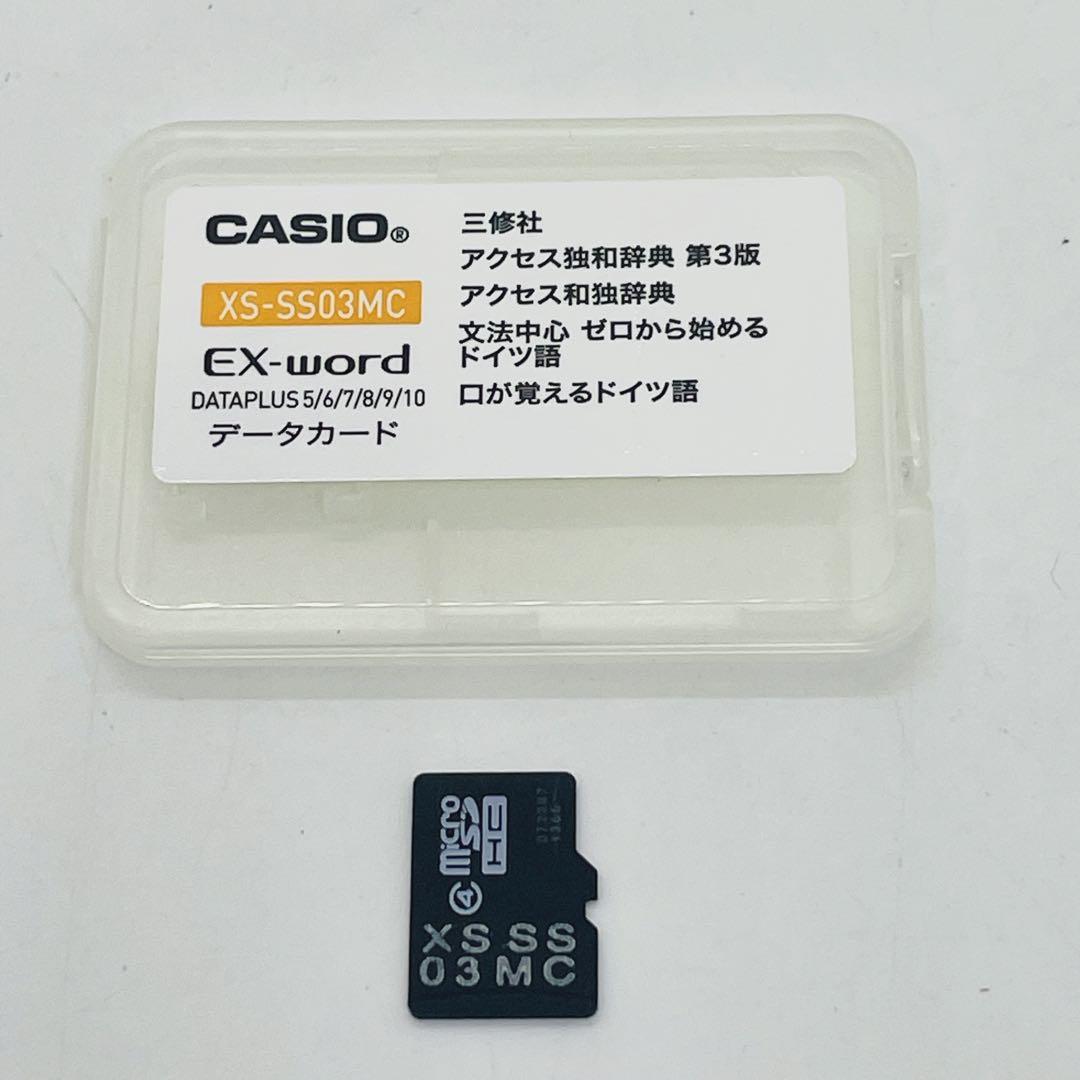 CASIO®
XS-SS03MC
EX-word
DATAPLUS 5/6/7/8/9/10
データカード
三修社
アクセス独和辞典 第3版
アクセス和独辞典
文法中心 ゼロから始める
ドイツ語
口が覚えるドイツ語
micro
SD
HC
4
XS SS
03 MC